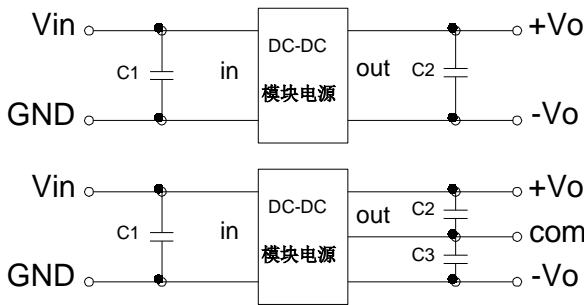 Vin
DC-DC
+Vo
C1
in
out
C2
模块电源
GND
-Vo
Vin
DC-DC
+Vo
out
C2
C1
in
com
模块电源
C3
GND
-Vo